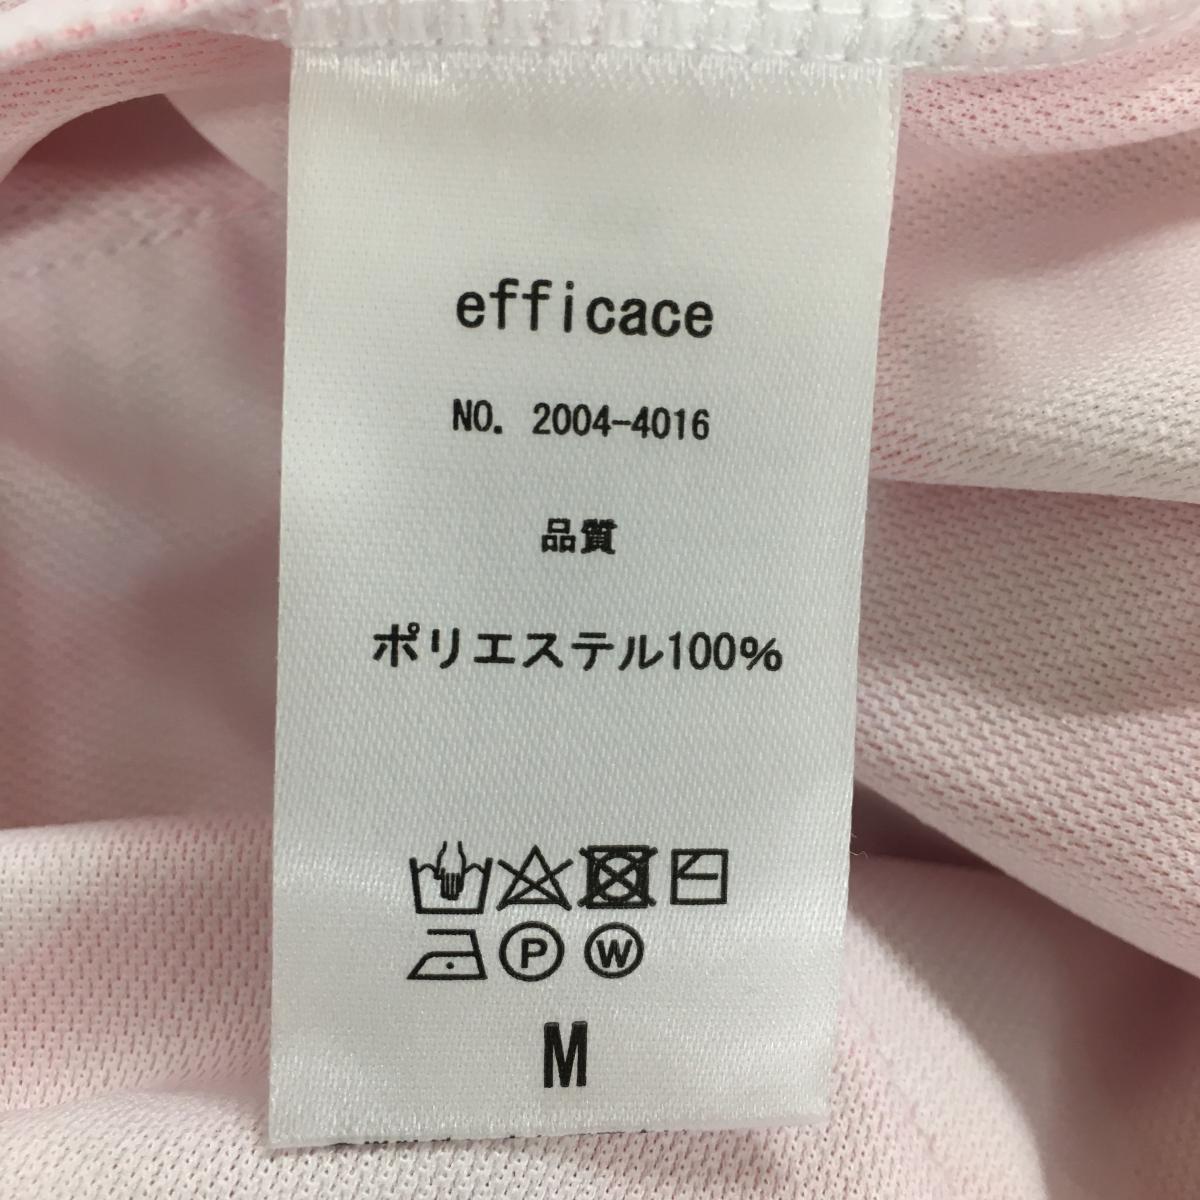 efficace
NO. 2004-4016
品質
ポリエステル100%
P W
M